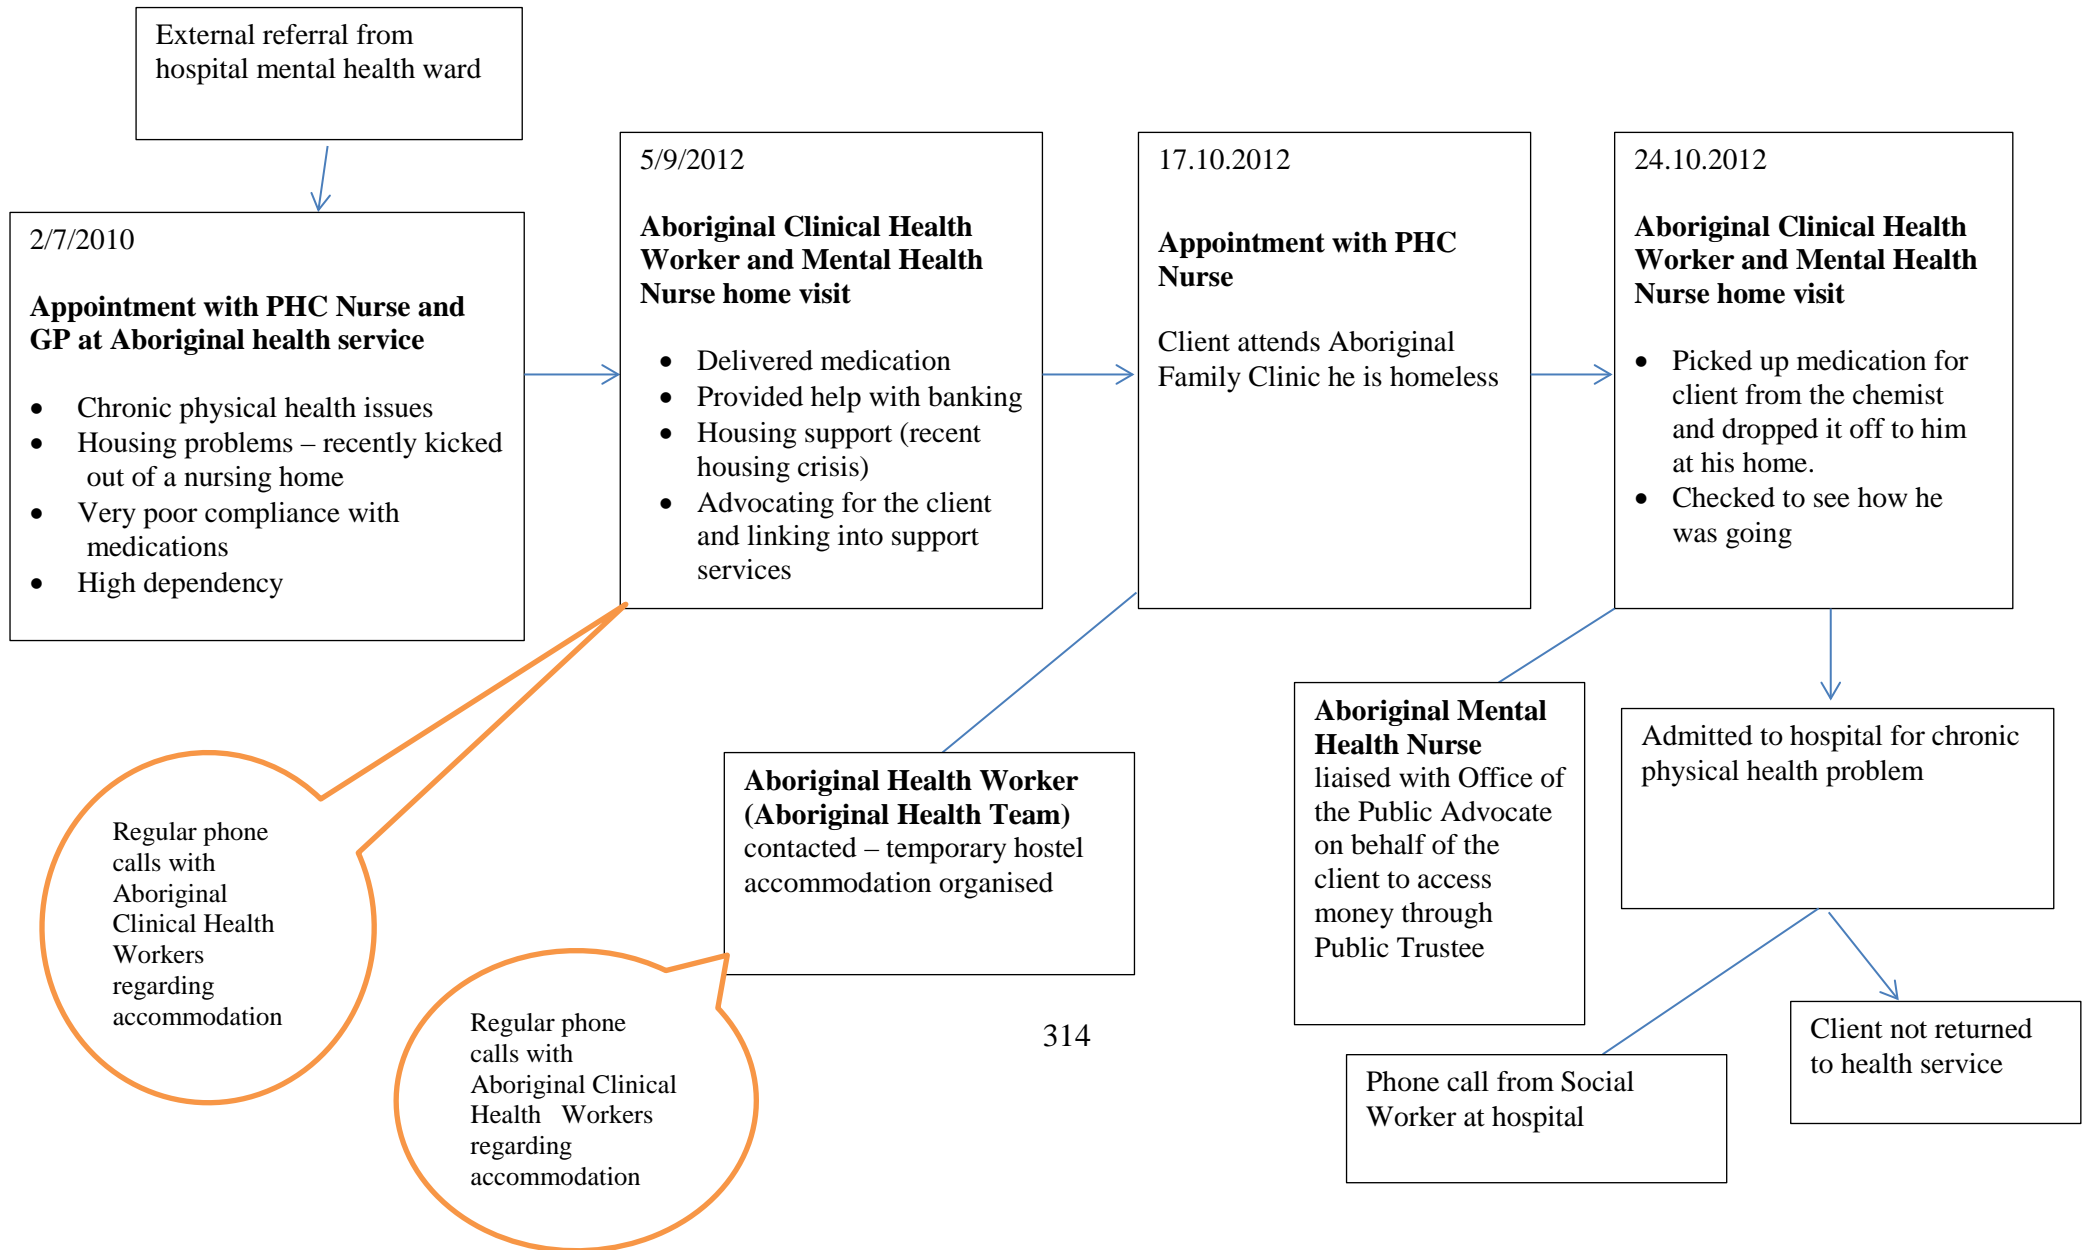 External referral from
hospital mental health ward
2/7/2010
Appointment with PHC Nurse and
GP at Aboriginal health service
• Chronic physical health issues
• Housing problems – recently kicked
out of a nursing home
• Very poor compliance with
medications
• High dependency
5/9/2012
Aboriginal Clinical Health
Worker and Mental Health
Nurse home visit
• Delivered medication
• Provided help with banking
• Housing support (recent
housing crisis)
• Advocating for the client
and linking into support
services
17.10.2012
Appointment with PHC
Nurse
Client attends Aboriginal
Family Clinic he is homeless
24.10.2012
Aboriginal Clinical Health
Worker and Mental Health
Nurse home visit
• Picked up medication for
client from the chemist
and dropped it off to him
at his home.
• Checked to see how he
was going
Regular phone
calls with
Aboriginal
Clinical Health
Workers
regarding
accommodation
Aboriginal Health Worker
(Aboriginal Health Team)
contacted – temporary hostel
accommodation organised
Regular phone
calls with
Aboriginal Clinical
Health Workers
regarding
accommodation
Aboriginal Mental
Health Nurse
liaised with Office of
the Public Advocate
on behalf of the
client to access
money through
Public Trustee
Admitted to hospital for chronic
physical health problem
Phone call from Social
Worker at hospital
Client not returned
to health service
314